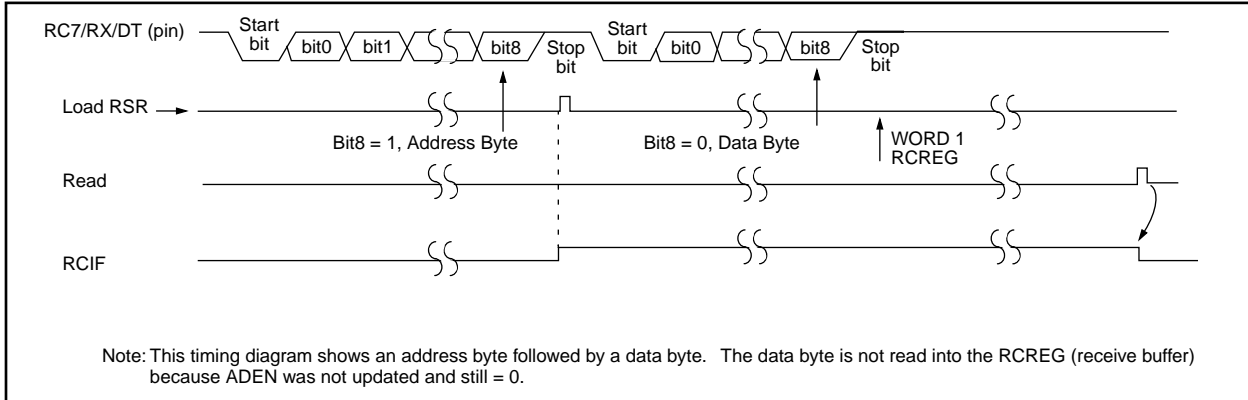 RC7/RX/DT (pin)
Start
bit
bit0
bit1
bit8
Stop
bit
Start
bit
bit0
bit8
Stop
bit
Load RSR
Bit8 = 1, Address Byte
Bit8 = 0, Data Byte
WORD 1
RCREG
Read
RCIF
Note: This timing diagram shows an address byte followed by a data byte. The data byte is not read into the RCREG (receive buffer)
because ADEN was not updated and still = 0.